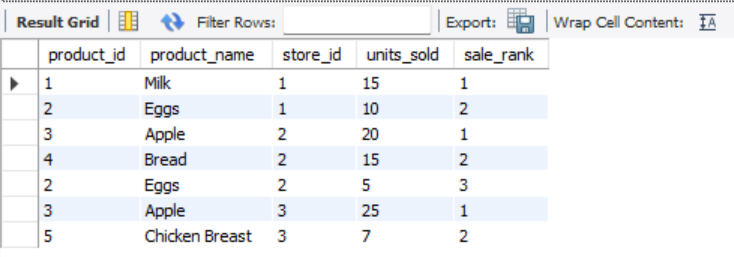 Result Grid Filter Rows: Export: Wrap Cell Content: IA
product_id product_name store_id units_sold sale_rank
1 Milk 1 15 1
2 Eggs 1 10 2
3 Apple 2 20 1
4 Bread 2 15 2
2 Eggs 2 5 3
3 Apple 3 25 1
5 Chicken Breast 3 7 2